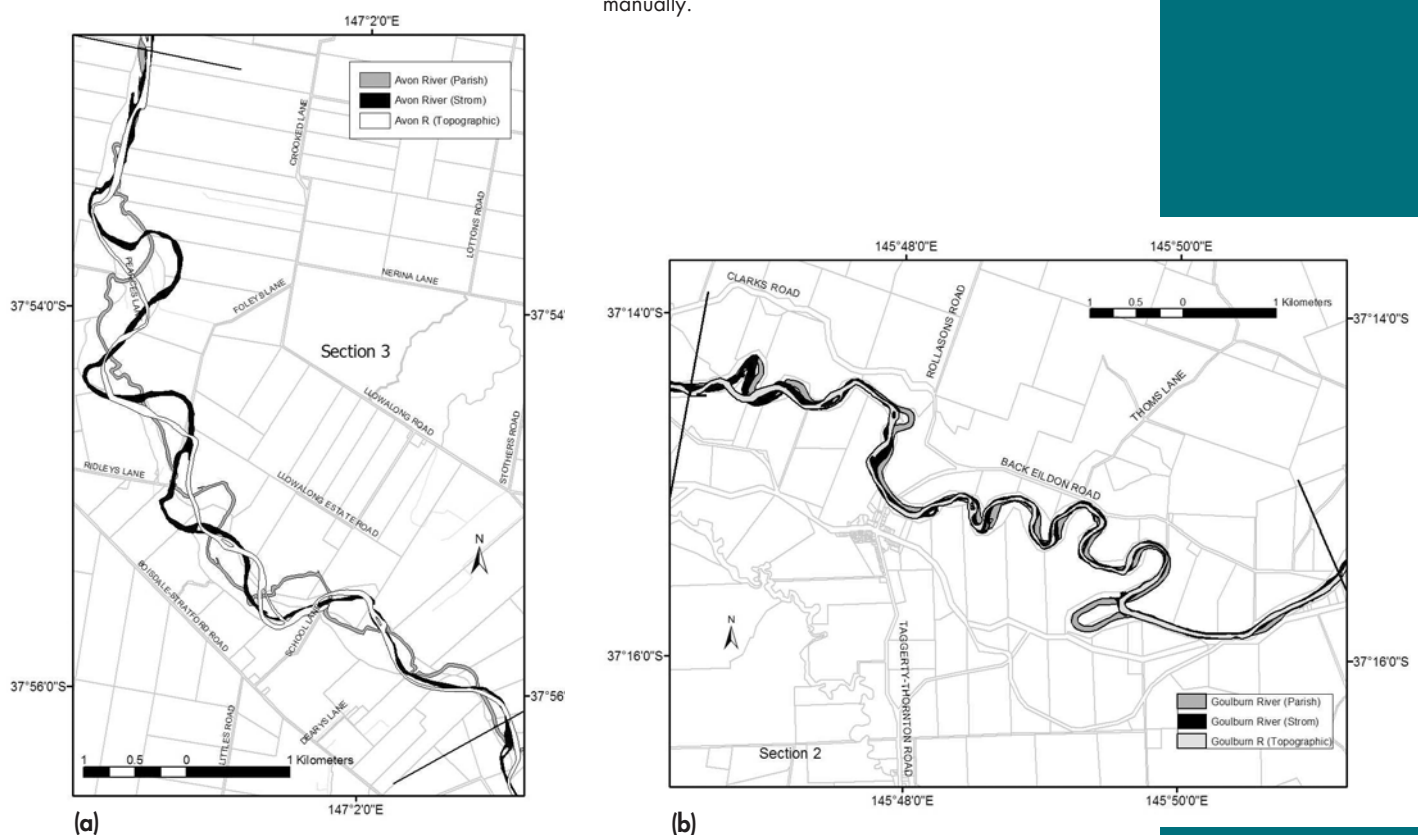 manually.
147°2'0"E
Avon River (Parish)
Avon River (Strom)
Avon R (Topographic)
CROOKED LANE
LOTTONS ROAD
PEARCES LANE
NERINA LANE
FOLEYS LANE
37°54'0"S
37°54'
Section 3
LLOWALONG ROAD
STOTHERS ROAD
RIDLEYS LANE
LLOWALONG ESTATE ROAD
N
BOISDALE-STRATFORD ROAD
SCHOOL LANE
37°56'0"S
37°56'
DEARYS LANE
LITTLES ROAD
1 0.5 0 1 Kilometers
147°2'0"E
(a)
145°48'0"E 145°50'0"E
CLARKS ROAD
1 0.5 0 1 Kilometers
37°14'0"S
37°14'0"S
ROLLASONS ROAD
THOMS LANE
BACK EILDON ROAD
N
TAGGERTY-THORNTON ROAD
37°16'0"S
37°16'0"S
Goulburn River (Parish)
Goulburn River (Strom)
Goulburn R (Topographic)
Section 2
145°48'0"E 145°50'0"E
(b)